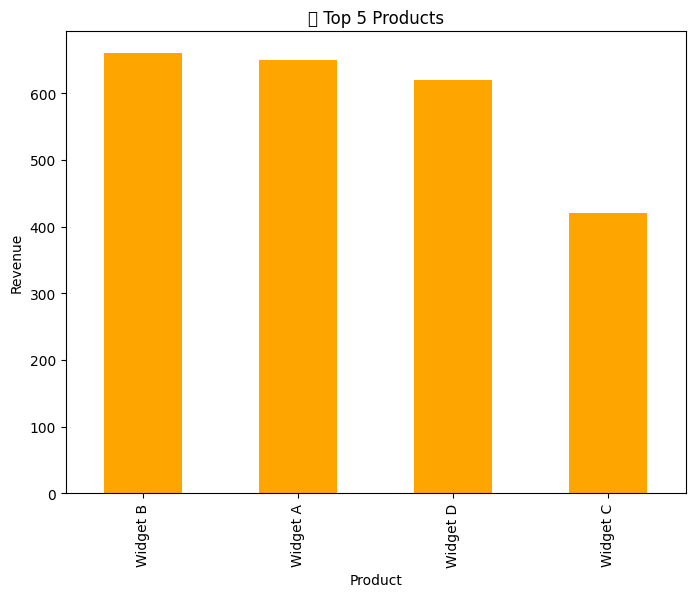 Top 5 Products
600
500
400
300
200
100
0
Revenue
Widget B
Widget A
Widget D
Widget C
Product